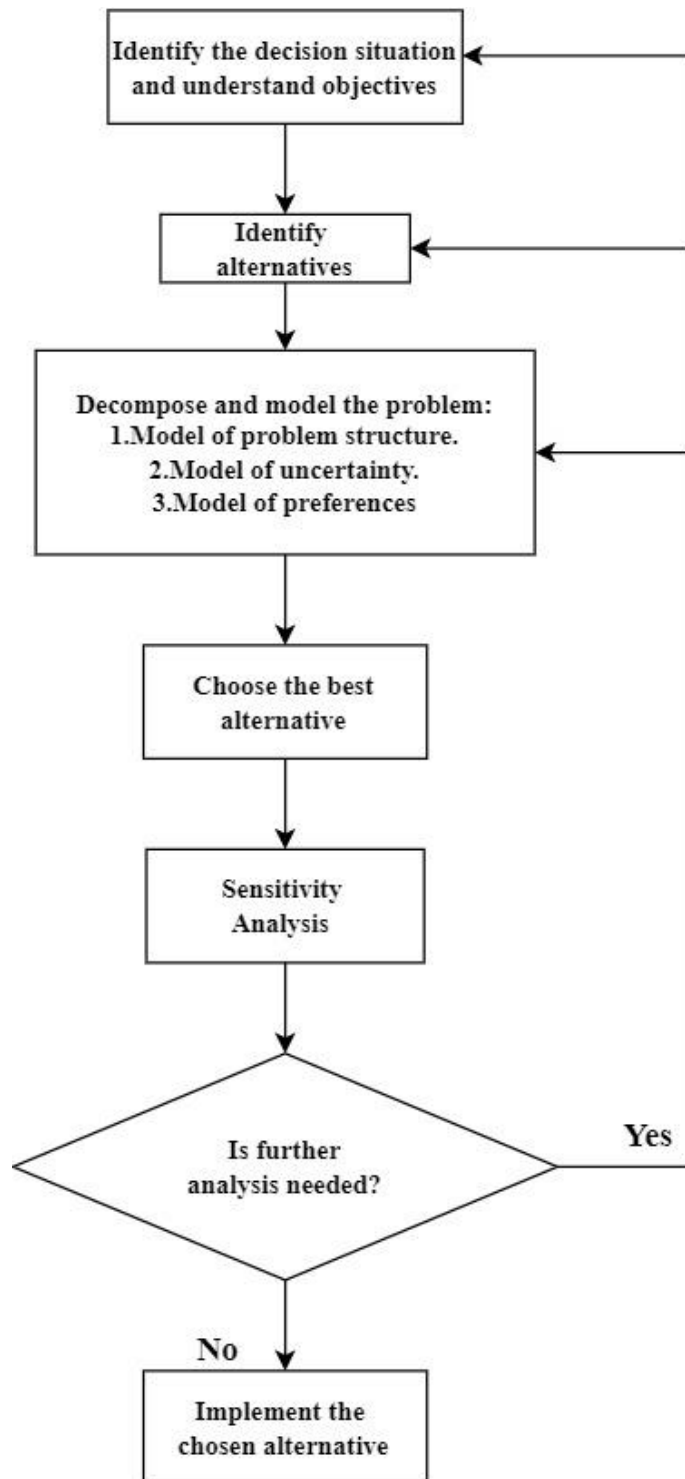 Identify the decision situation
and understand objectives
Identify
alternatives
Decompose and model the problem:
1.Model of problem structure.
2.Model of uncertainty.
3.Model of preferences
Choose the best
alternative
Sensitivity
Analysis
Is further
analysis needed?
Yes
No
Implement the
chosen alternative